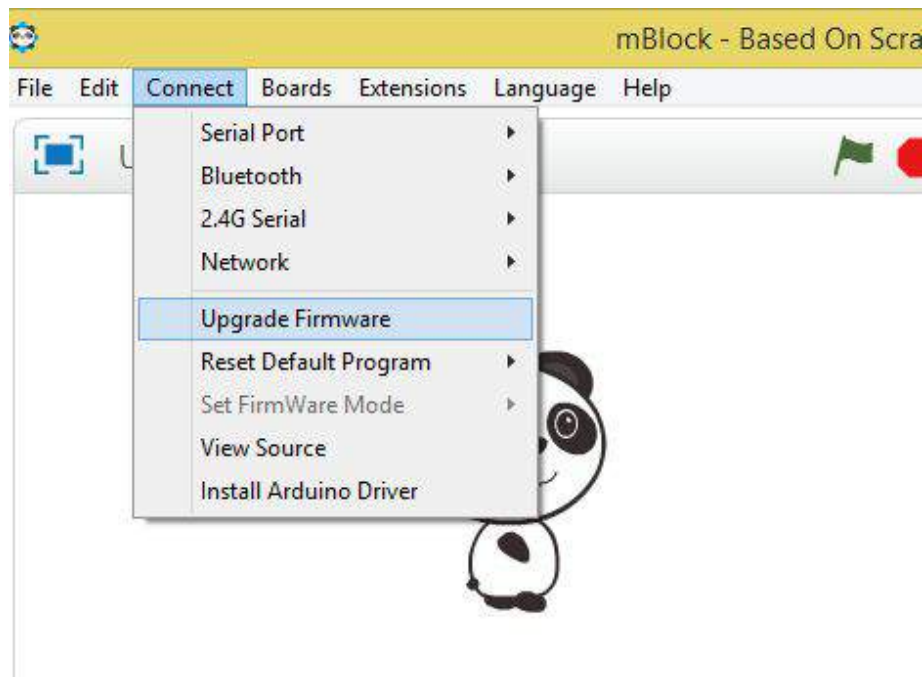 mBlock - Based On Scra
File Edit Connect Boards Extensions Language Help
U
Serial Port
Bluetooth
2.4G Serial
Network
Upgrade Firmware
Reset Default Program
Set FirmWare Mode
View Source
Install Arduino Driver